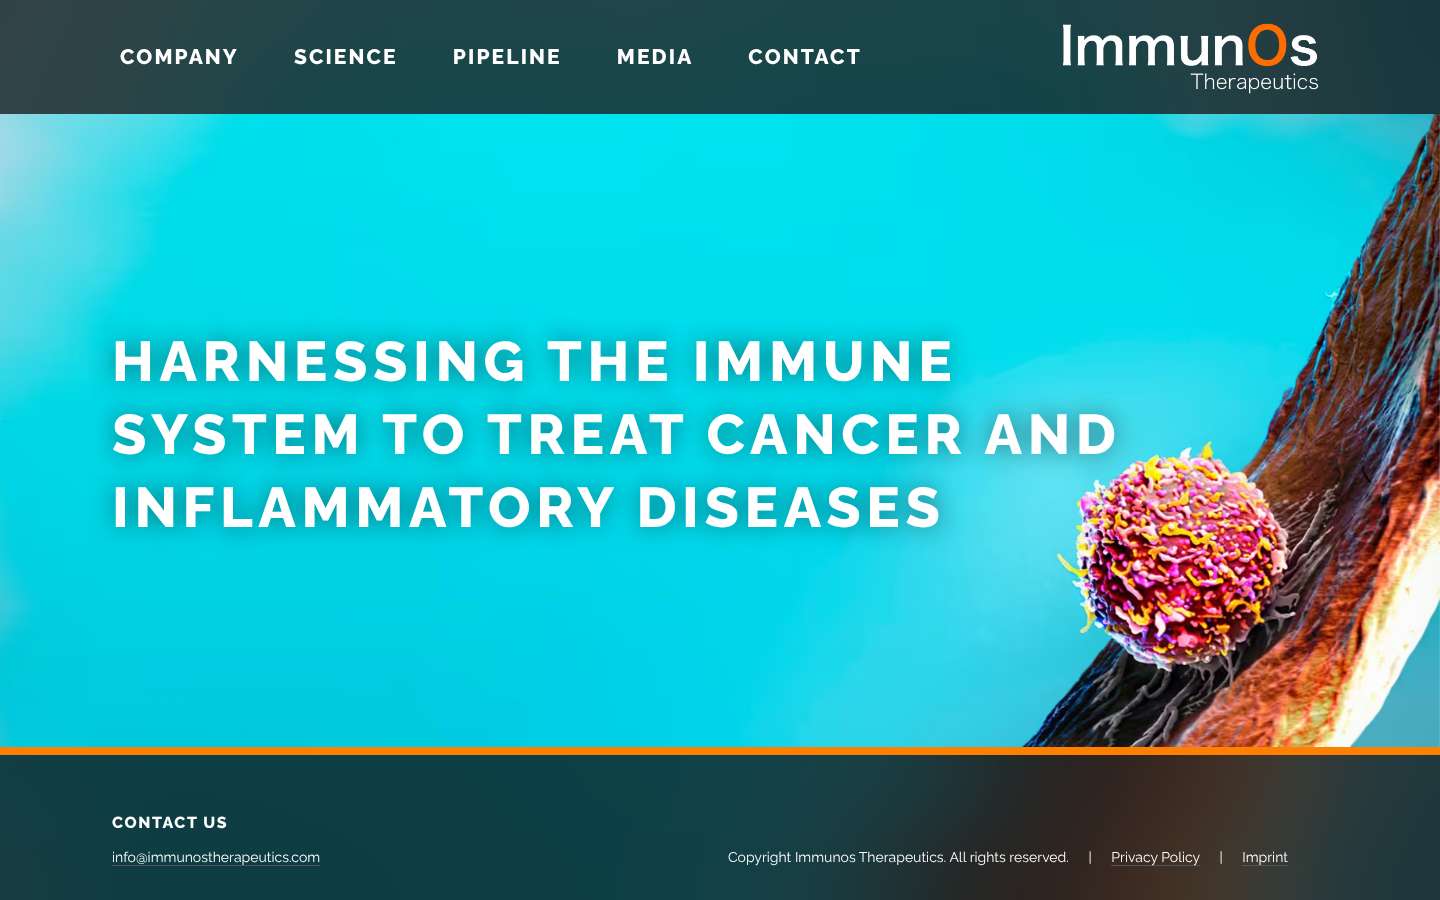 COMPANY SCIENCE PIPELINE MEDIA CONTACT
ImmunOs
Therapeutics
HARNESSING THE IMMUNE
SYSTEM TO TREAT CANCER AND
INFLAMMATORY DISEASES
CONTACT US
info@immunostherapeutics.com
Copyright Immunos Therapeutics. All rights reserved. | Privacy Policy | Imprint